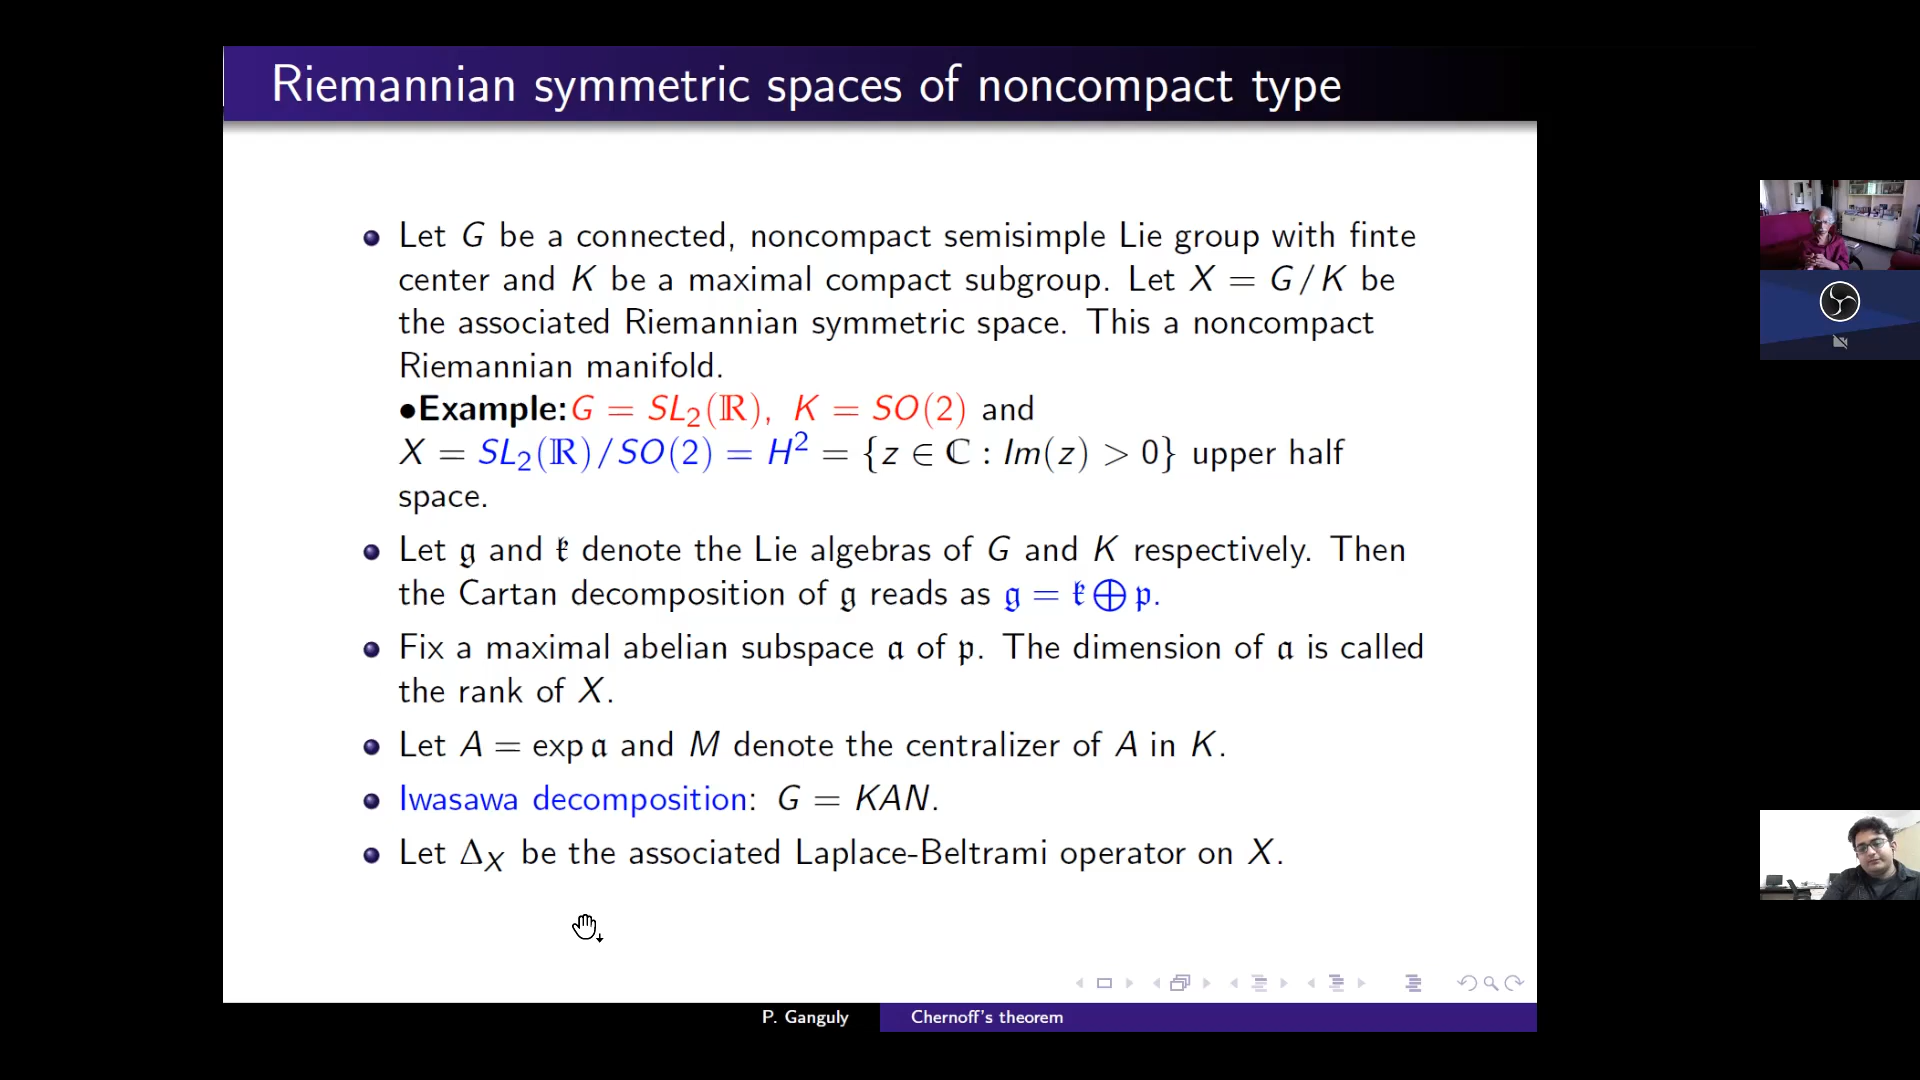 Riemannian symmetric spaces of noncompact type
Let G be a connected, noncompact semisimple Lie group with finte
center and K be a maximal compact subgroup. Let X = G/K be
the associated Riemannian symmetric space. This a noncompact
Riemannian manifold.
•Example: G = SL₂(ℝ), K = SO(2) and
X = SL₂(ℝ)/SO(2) = H² = {z ∈ ℂ : Im(z) > 0} upper half
space.
Let 𝔤 and 𝔨 denote the Lie algebras of G and K respectively. Then
the Cartan decomposition of 𝔤 reads as 𝔤 = 𝔨 ⊕ 𝔭.
Fix a maximal abelian subspace 𝔞 of 𝔭. The dimension of 𝔞 is called
the rank of X.
Let A = exp 𝔞 and M denote the centralizer of A in K.
Iwasawa decomposition: G = KAN.
Let Δ_X be the associated Laplace-Beltrami operator on X.
P. Ganguly Chernoff's theorem